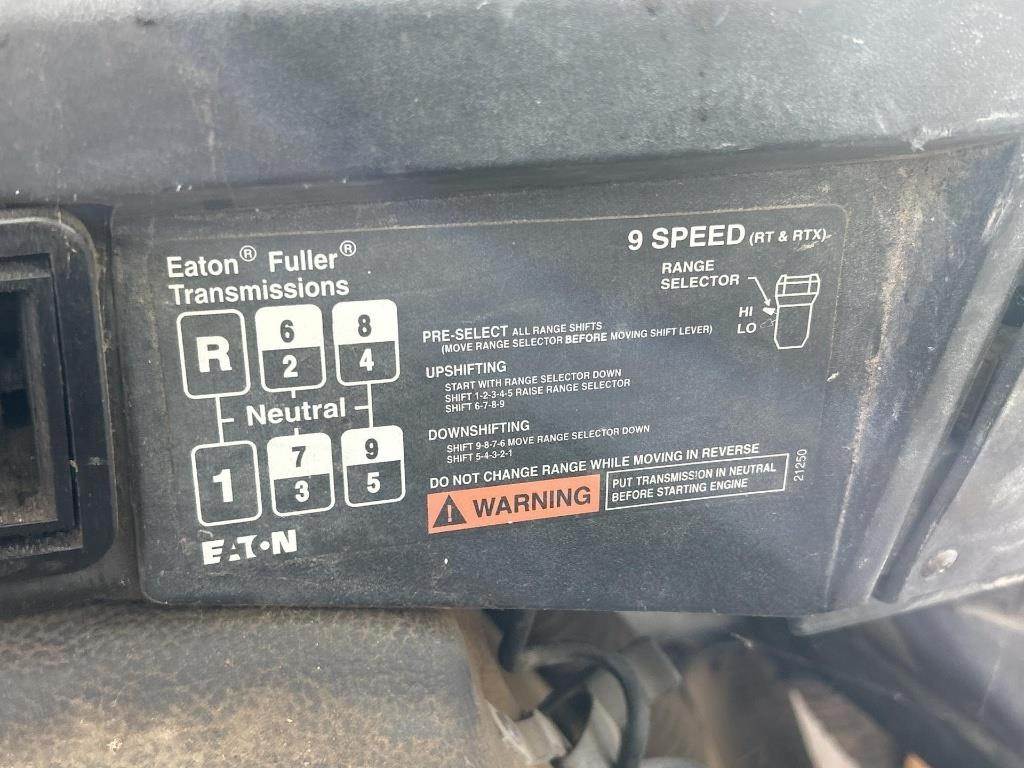 Eaton® Fuller®
Transmissions
R 6 8
2 4
Neutral
1 7 9
3 5
EATON
9 SPEED (RT & RTX)
RANGE
SELECTOR
HI
LO
PRE-SELECT ALL RANGE SHIFTS
(MOVE RANGE SELECTOR BEFORE MOVING SHIFT LEVER)
UPSHIFTING
START WITH RANGE SELECTOR DOWN
SHIFT 1-2-3-4-5 RAISE RANGE SELECTOR
SHIFT 6-7-8-9
DOWNSHIFTING
SHIFT 9-8-7-6 MOVE RANGE SELECTOR DOWN
SHIFT 5-4-3-2-1
DO NOT CHANGE RANGE WHILE MOVING IN REVERSE
WARNING
PUT TRANSMISSION IN NEUTRAL
BEFORE STARTING ENGINE
21250